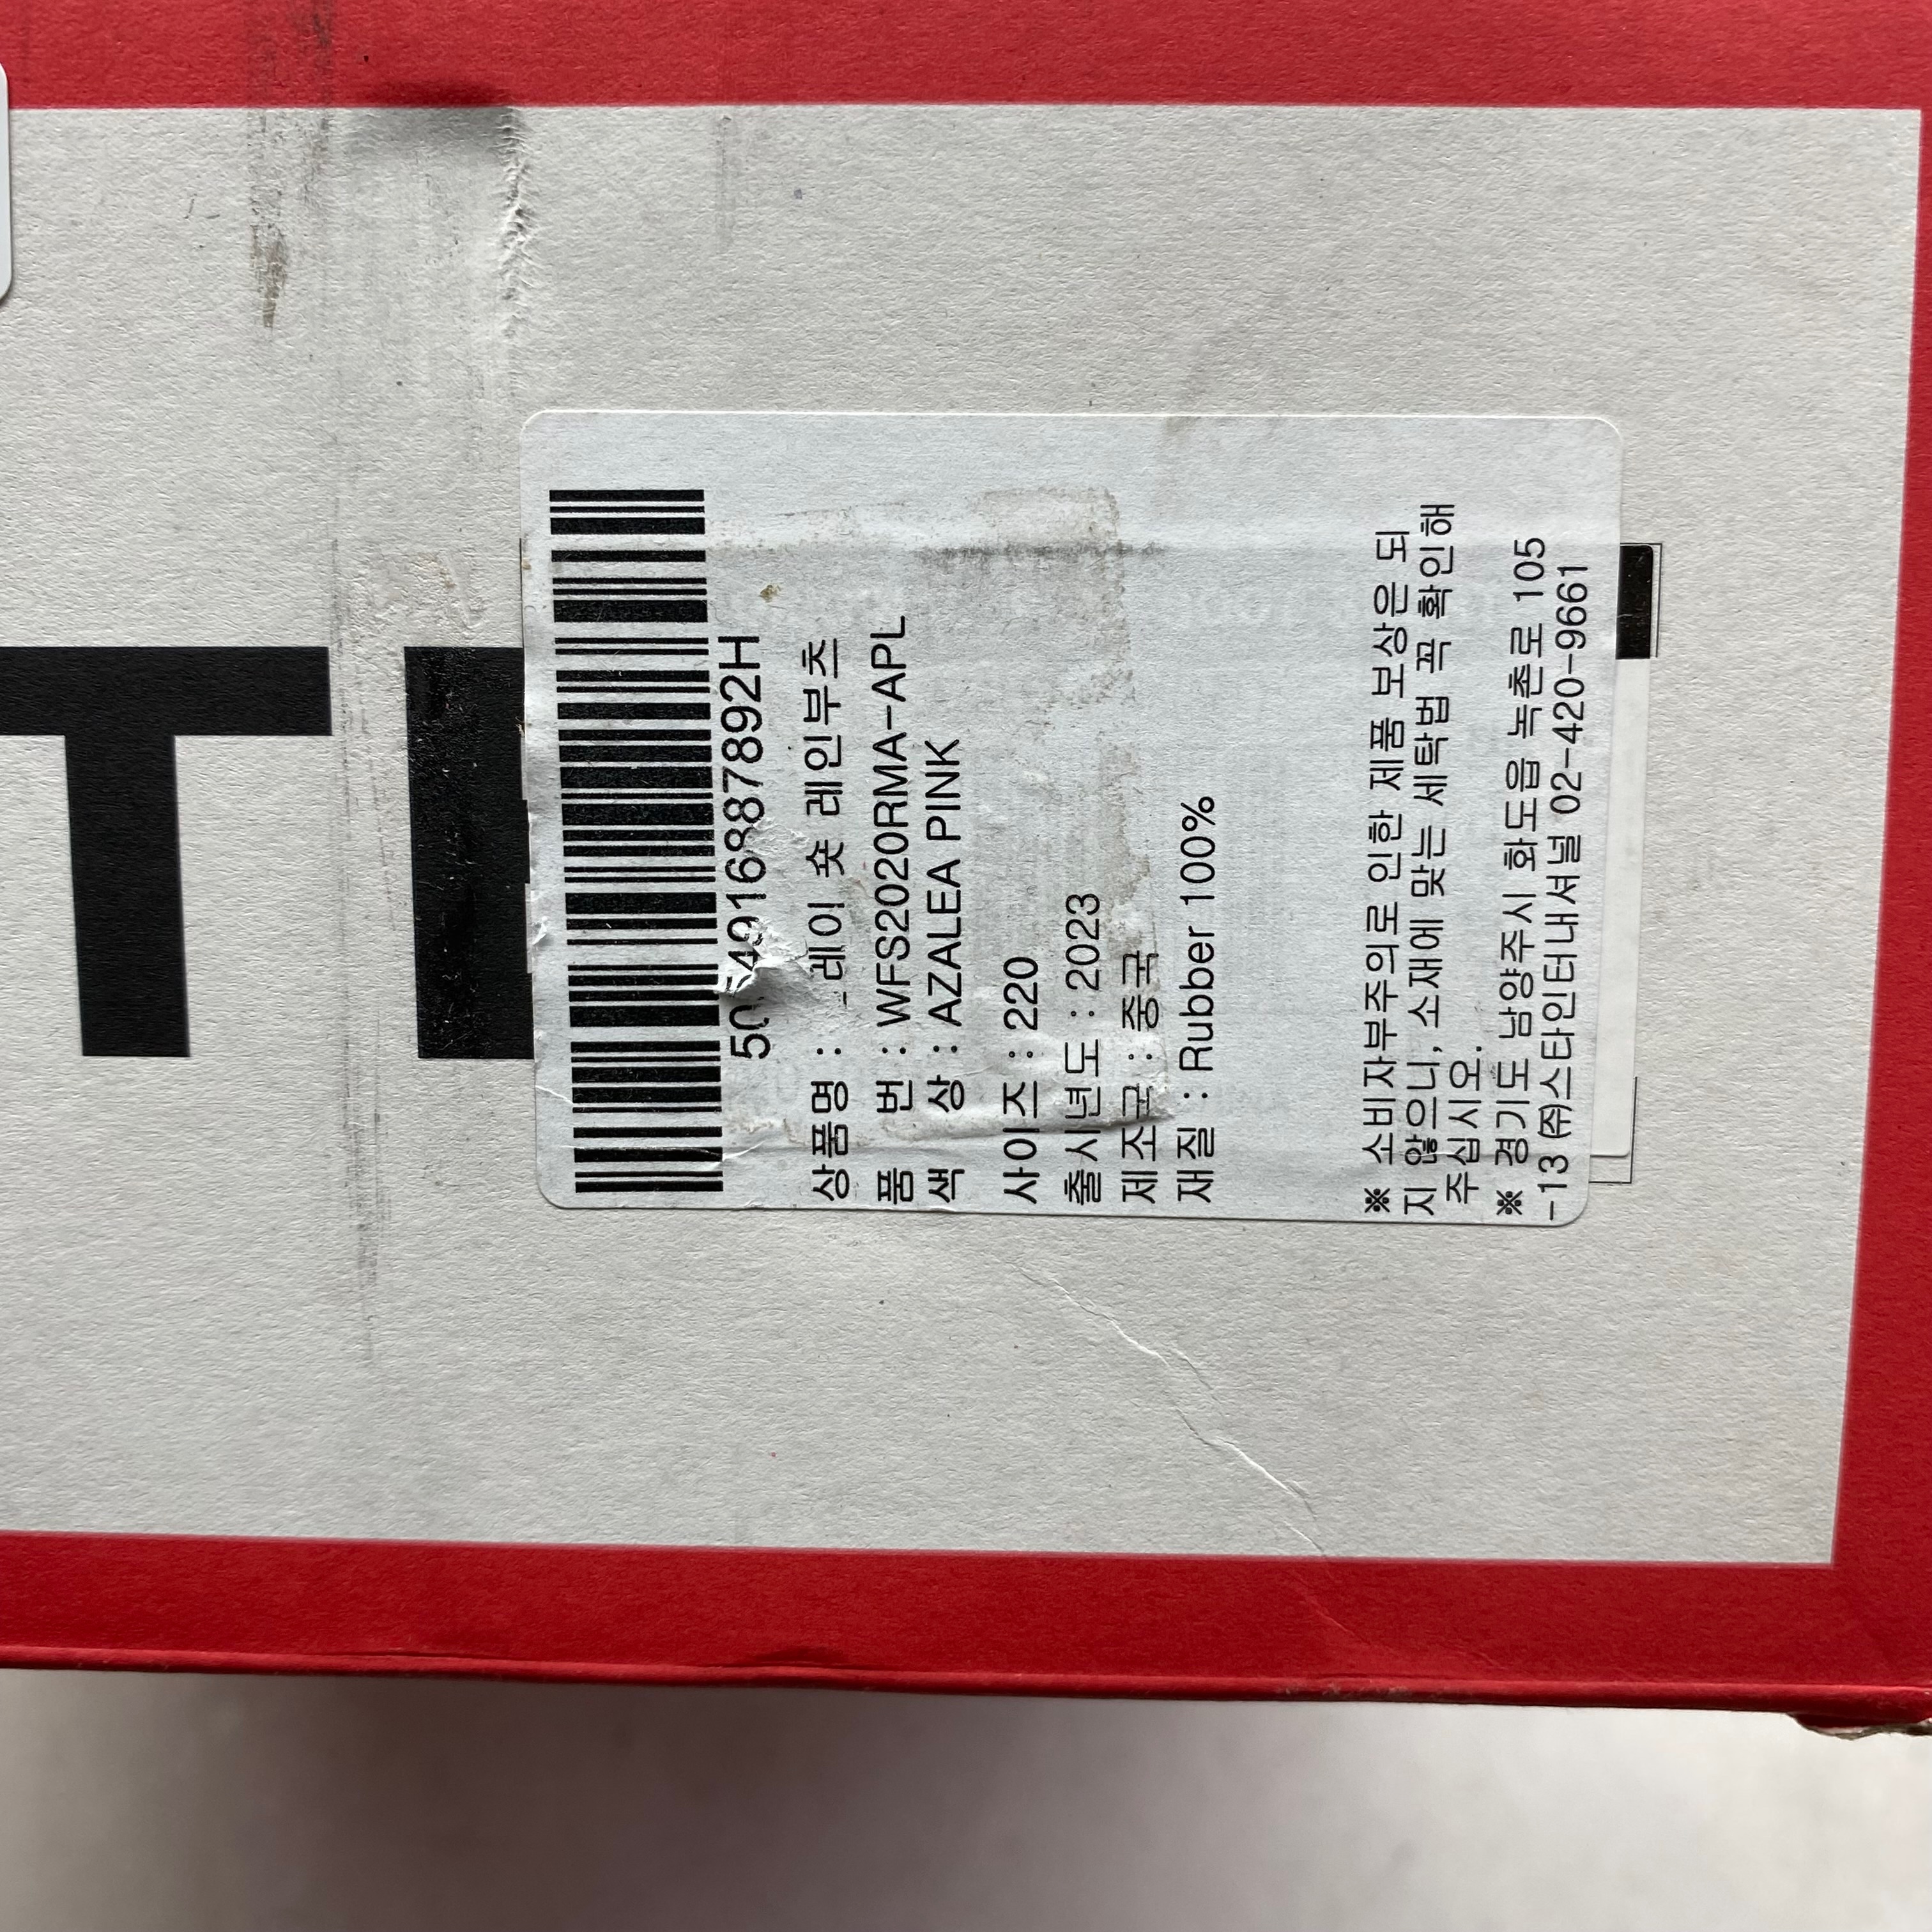 5054916887892H
상품명 : 레이 숏 레인부츠
품 번 : WFS2020RMA-APL
색 상 : AZALEA PINK
사이즈 : 220
출시년도 : 2023
제조국 : 중국
재질 : Rubber 100%
※ 소비자부주의로 인한 제품 보상은 되
지 않으니, 소재에 맞는 세탁법 꼭 확인해
주십시오.
※ 경기도 남양주시 화도읍 녹촌로 105
-13 ㈜스타인터내셔널 02-420-9661